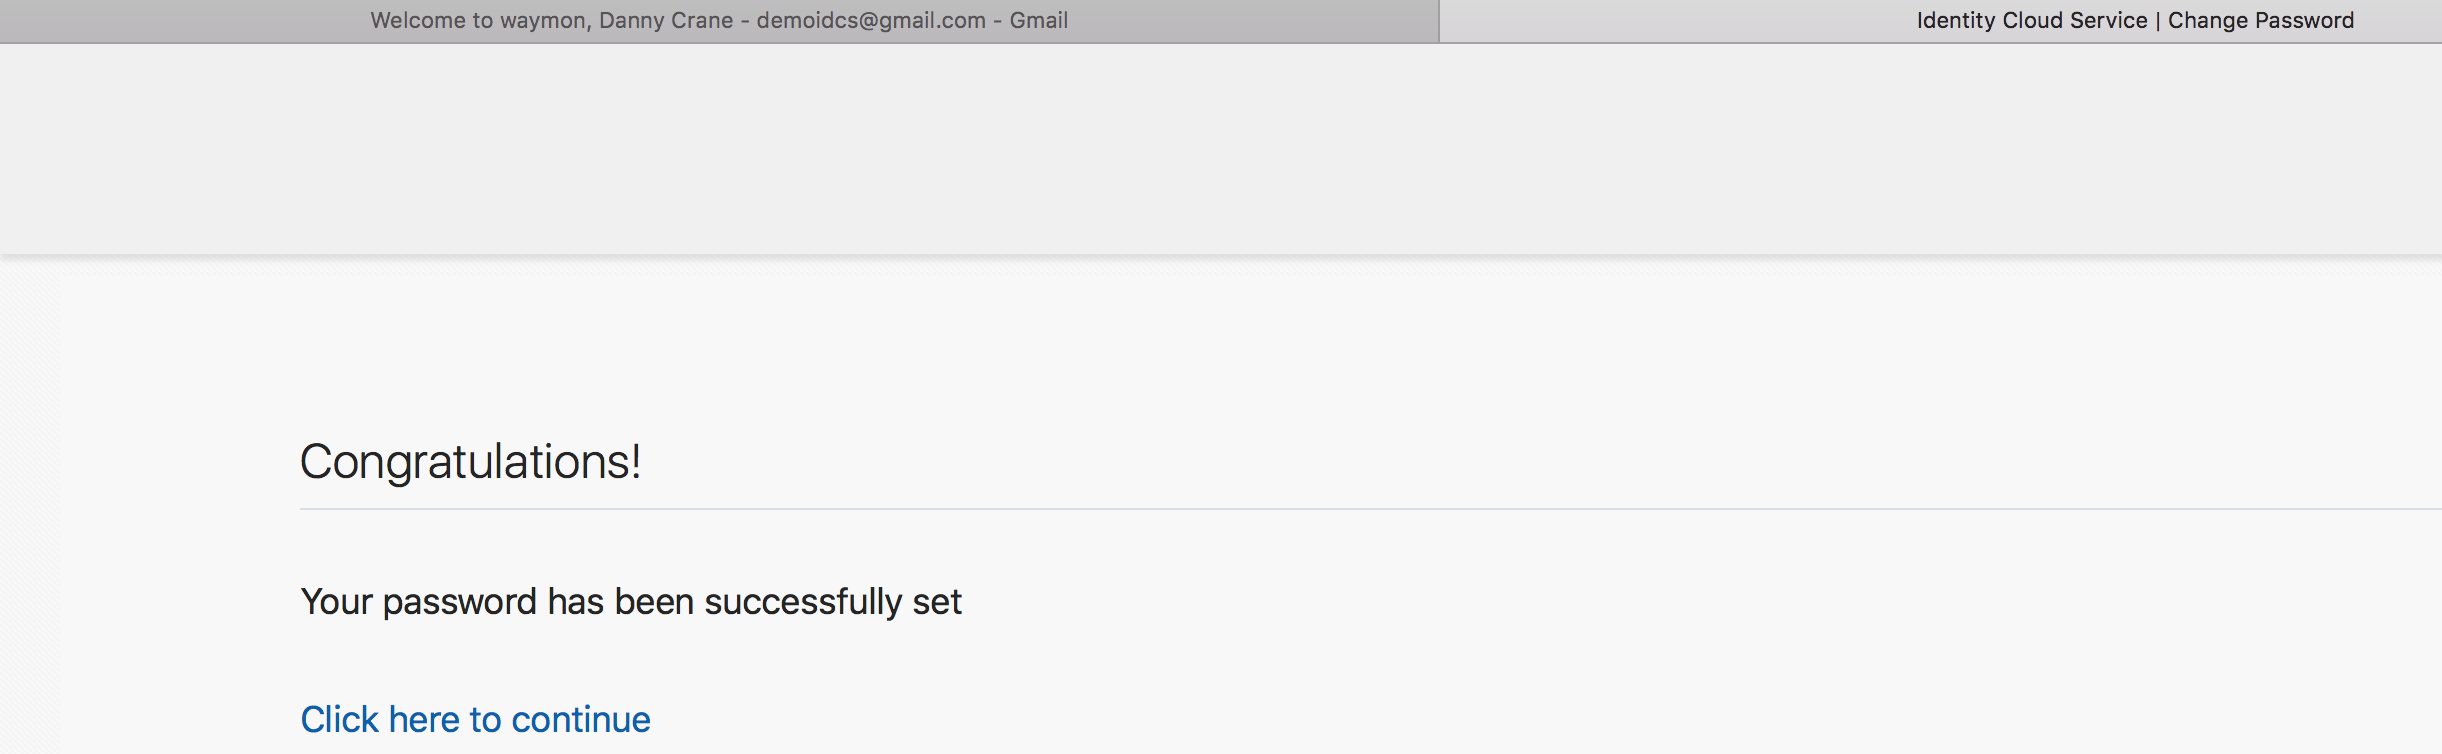 Welcome to waymon, Danny Crane - demoidcs@gmail.com - Gmail
Identity Cloud Service | Change Password
Congratulations!
Your password has been successfully set
Click here to continue